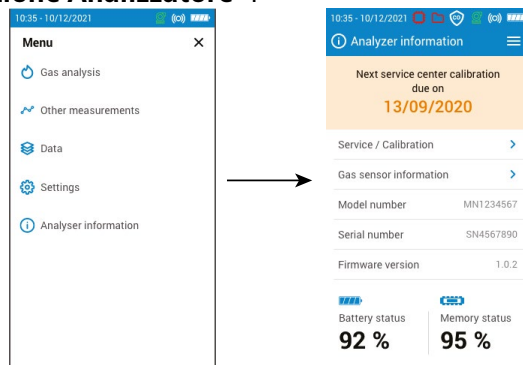 10:35 - 10/12/2021
Menu
Gas analysis
Other measurements
Data
Settings
Analyser information
10:35 - 10/12/2021
CO
Analyzer information
Next service center calibration
due on
13/09/2020
Service / Calibration
Gas sensor information
Model number MN1234567
Serial number SN4567890
Firmware version 1.0.2
Battery status
92 %
Memory status
95 %